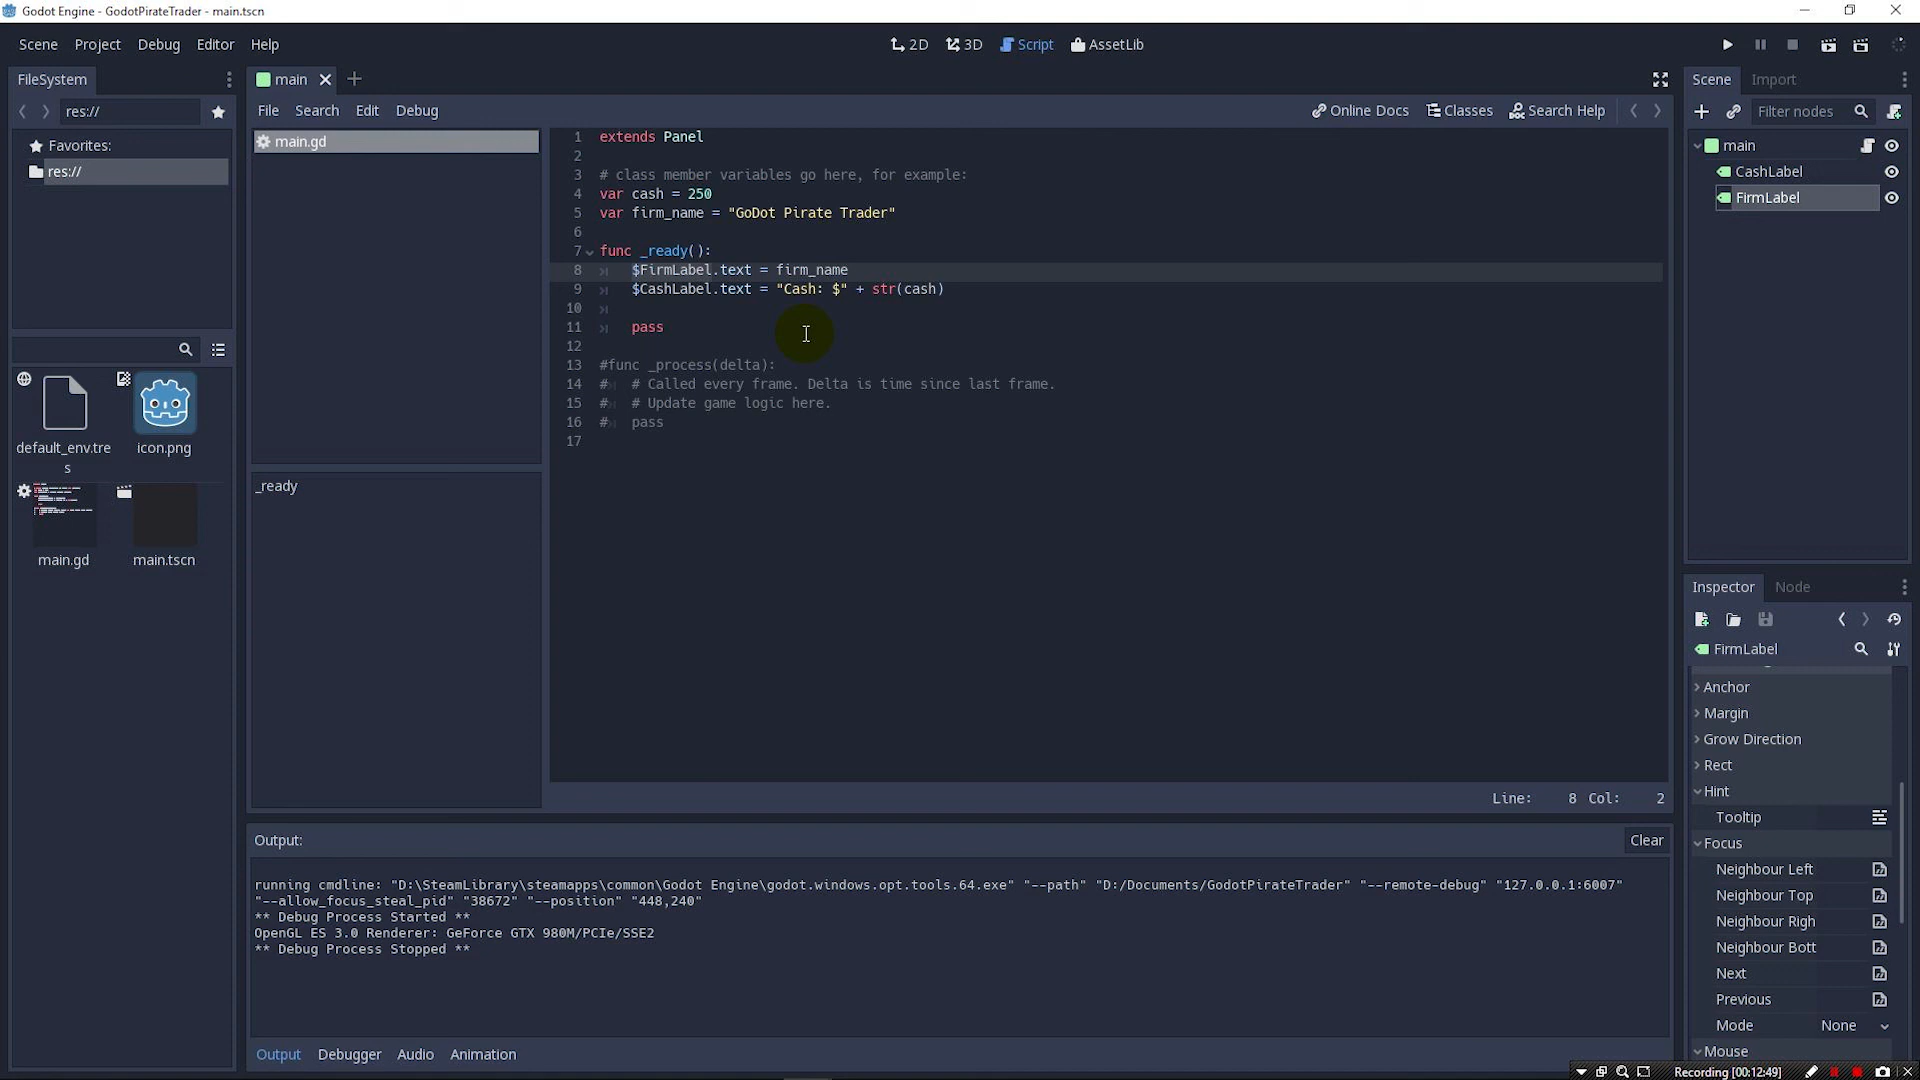 Godot Engine - GodotPirateTrader - main.tscn
Scene Project Debug Editor Help
2D 3D Script AssetLib
FileSystem
main
Scene Import
res://
File Search Edit Debug
Online Docs Classes Search Help
Filter nodes
Favorites:
res://
main.gd
1 extends Panel
2
3 # class member variables go here, for example:
4 var cash = 250
5 var firm_name = "GoDot Pirate Trader"
6
7 func _ready():
8 $FirmLabel.text = firm_name
9 $CashLabel.text = "Cash: $" + str(cash)
10
11 pass
12
13 #func _process(delta):
14 # # Called every frame. Delta is time since last frame.
15 # # Update game logic here.
16 # pass
17
Line: 8 Col: 2
main
CashLabel
FirmLabel
default_env.tre
s
icon.png
main.gd
main.tscn
_ready
Inspector Node
FirmLabel
Anchor
Margin
Grow Direction
Rect
Hint
Tooltip
Focus
Neighbour Left
Neighbour Top
Neighbour Righ
Neighbour Bott
Next
Previous
Mode None
Mouse
Output:
Clear
running cmdline: "D:\SteamLibrary\steamapps\common\Godot Engine\godot.windows.opt.tools.64.exe" "--path" "D:/Documents/GodotPirateTrader" "--remote-debug" "127.0.0.1:6007"
"--allow_focus_steal_pid" "38672" "--position" "448,240"
** Debug Process Started **
OpenGL ES 3.0 Renderer: GeForce GTX 980M/PCIe/SSE2
** Debug Process Stopped **
Output Debugger Audio Animation
Recording [00:12:49]